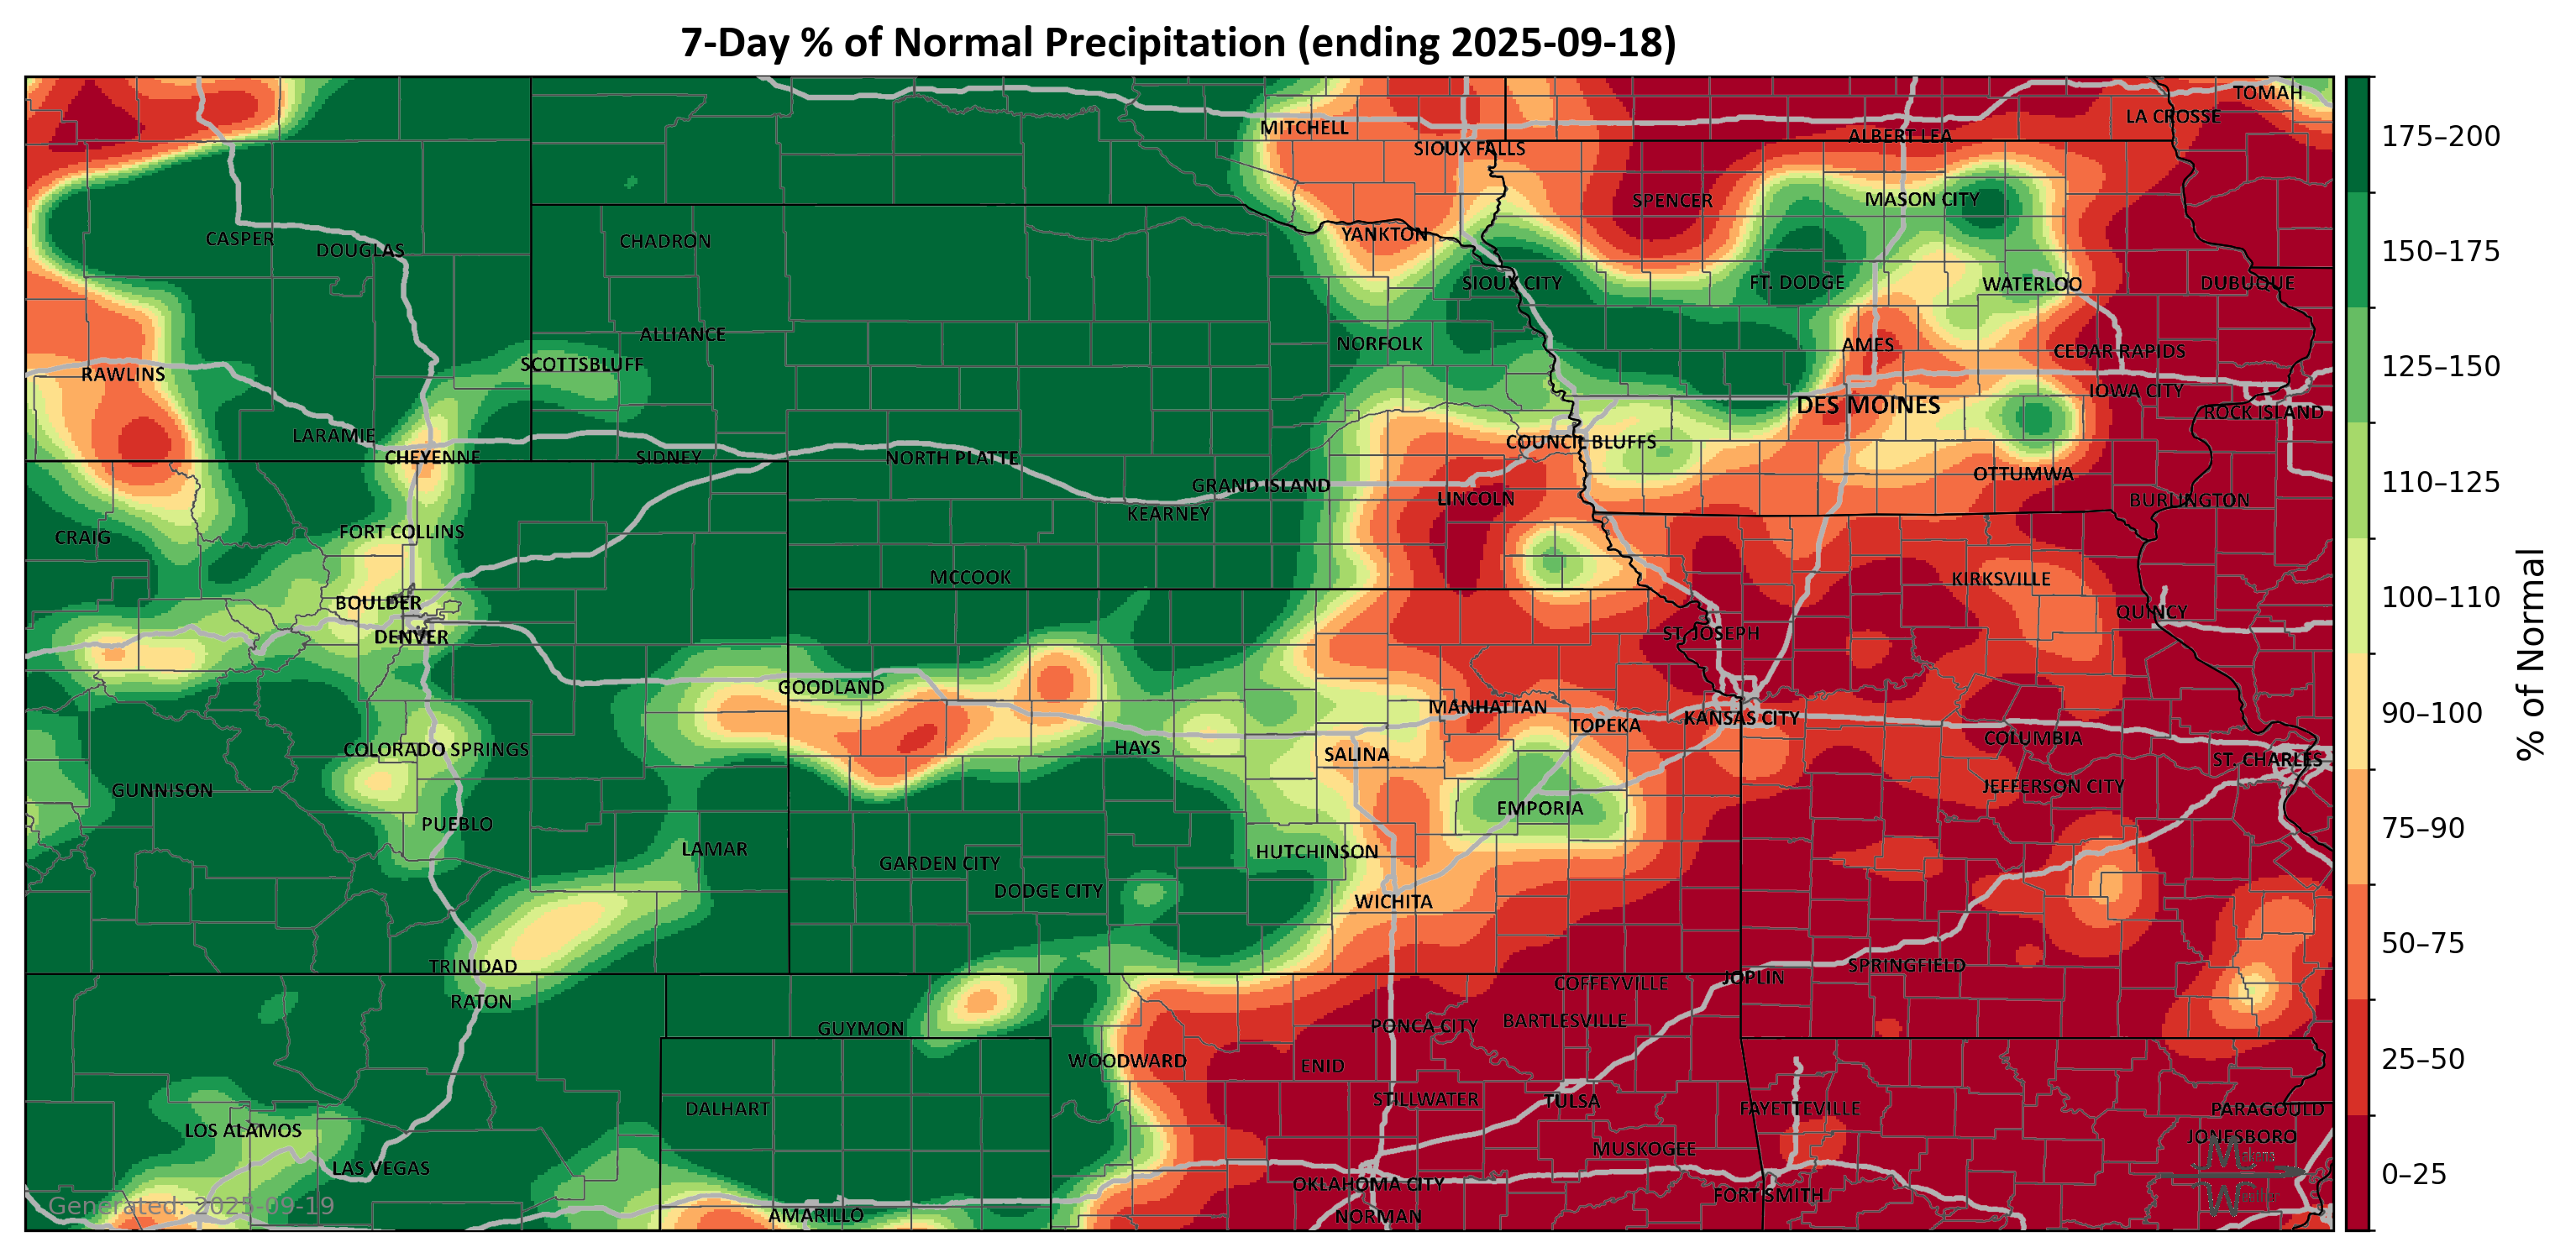 7-Day % of Normal Precipitation (ending 2025-09-18)
TOMAH
LA CROSSE
MITCHELL
ALBERT LEA
SIOUX FALLS
SPENCER
MASON CITY
YANKTON
CASPER
DOUGLAS
CHADRON
SIOUX CITY
FT. DODGE
WATERLOO
DUBUQUE
ALLIANCE
NORFOLK
AMES
CEDAR RAPIDS
SCOTTSBLUFF
RAWLINS
IOWA CITY
DES MOINES
ROCK ISLAND
LARAMIE
COUNCIL BLUFFS
CHEYENNE
SIDNEY
NORTH PLATTE
OTTUMWA
GRAND ISLAND
LINCOLN
BURLINGTON
KEARNEY
FORT COLLINS
CRAIG
MCCOOK
KIRKSVILLE
BOULDER
QUINCY
DENVER
ST. JOSEPH
GOODLAND
MANHATTAN
KANSAS CITY
TOPEKA
COLUMBIA
COLORADO SPRINGS
HAYS
SALINA
ST. CHARLES
GUNNISON
JEFFERSON CITY
EMPORIA
PUEBLO
LAMAR
HUTCHINSON
GARDEN CITY
DODGE CITY
WICHITA
TRINIDAD
SPRINGFIELD
JOPLIN
COFFEYVILLE
RATON
GUYMON
PONCA CITY
BARTLESVILLE
WOODWARD
ENID
STILLWATER
TULSA
DALHART
FAYETTEVILLE
PARAGOULD
LOS ALAMOS
JONESBORO
MUSKOGEE
LAS VEGAS
OKLAHOMA CITY
FORT SMITH
AMARILLO
NORMAN
Generated: 2025-09-19
175–200
150–175
125–150
110–125
100–110
90–100
75–90
50–75
25–50
0–25
% of Normal